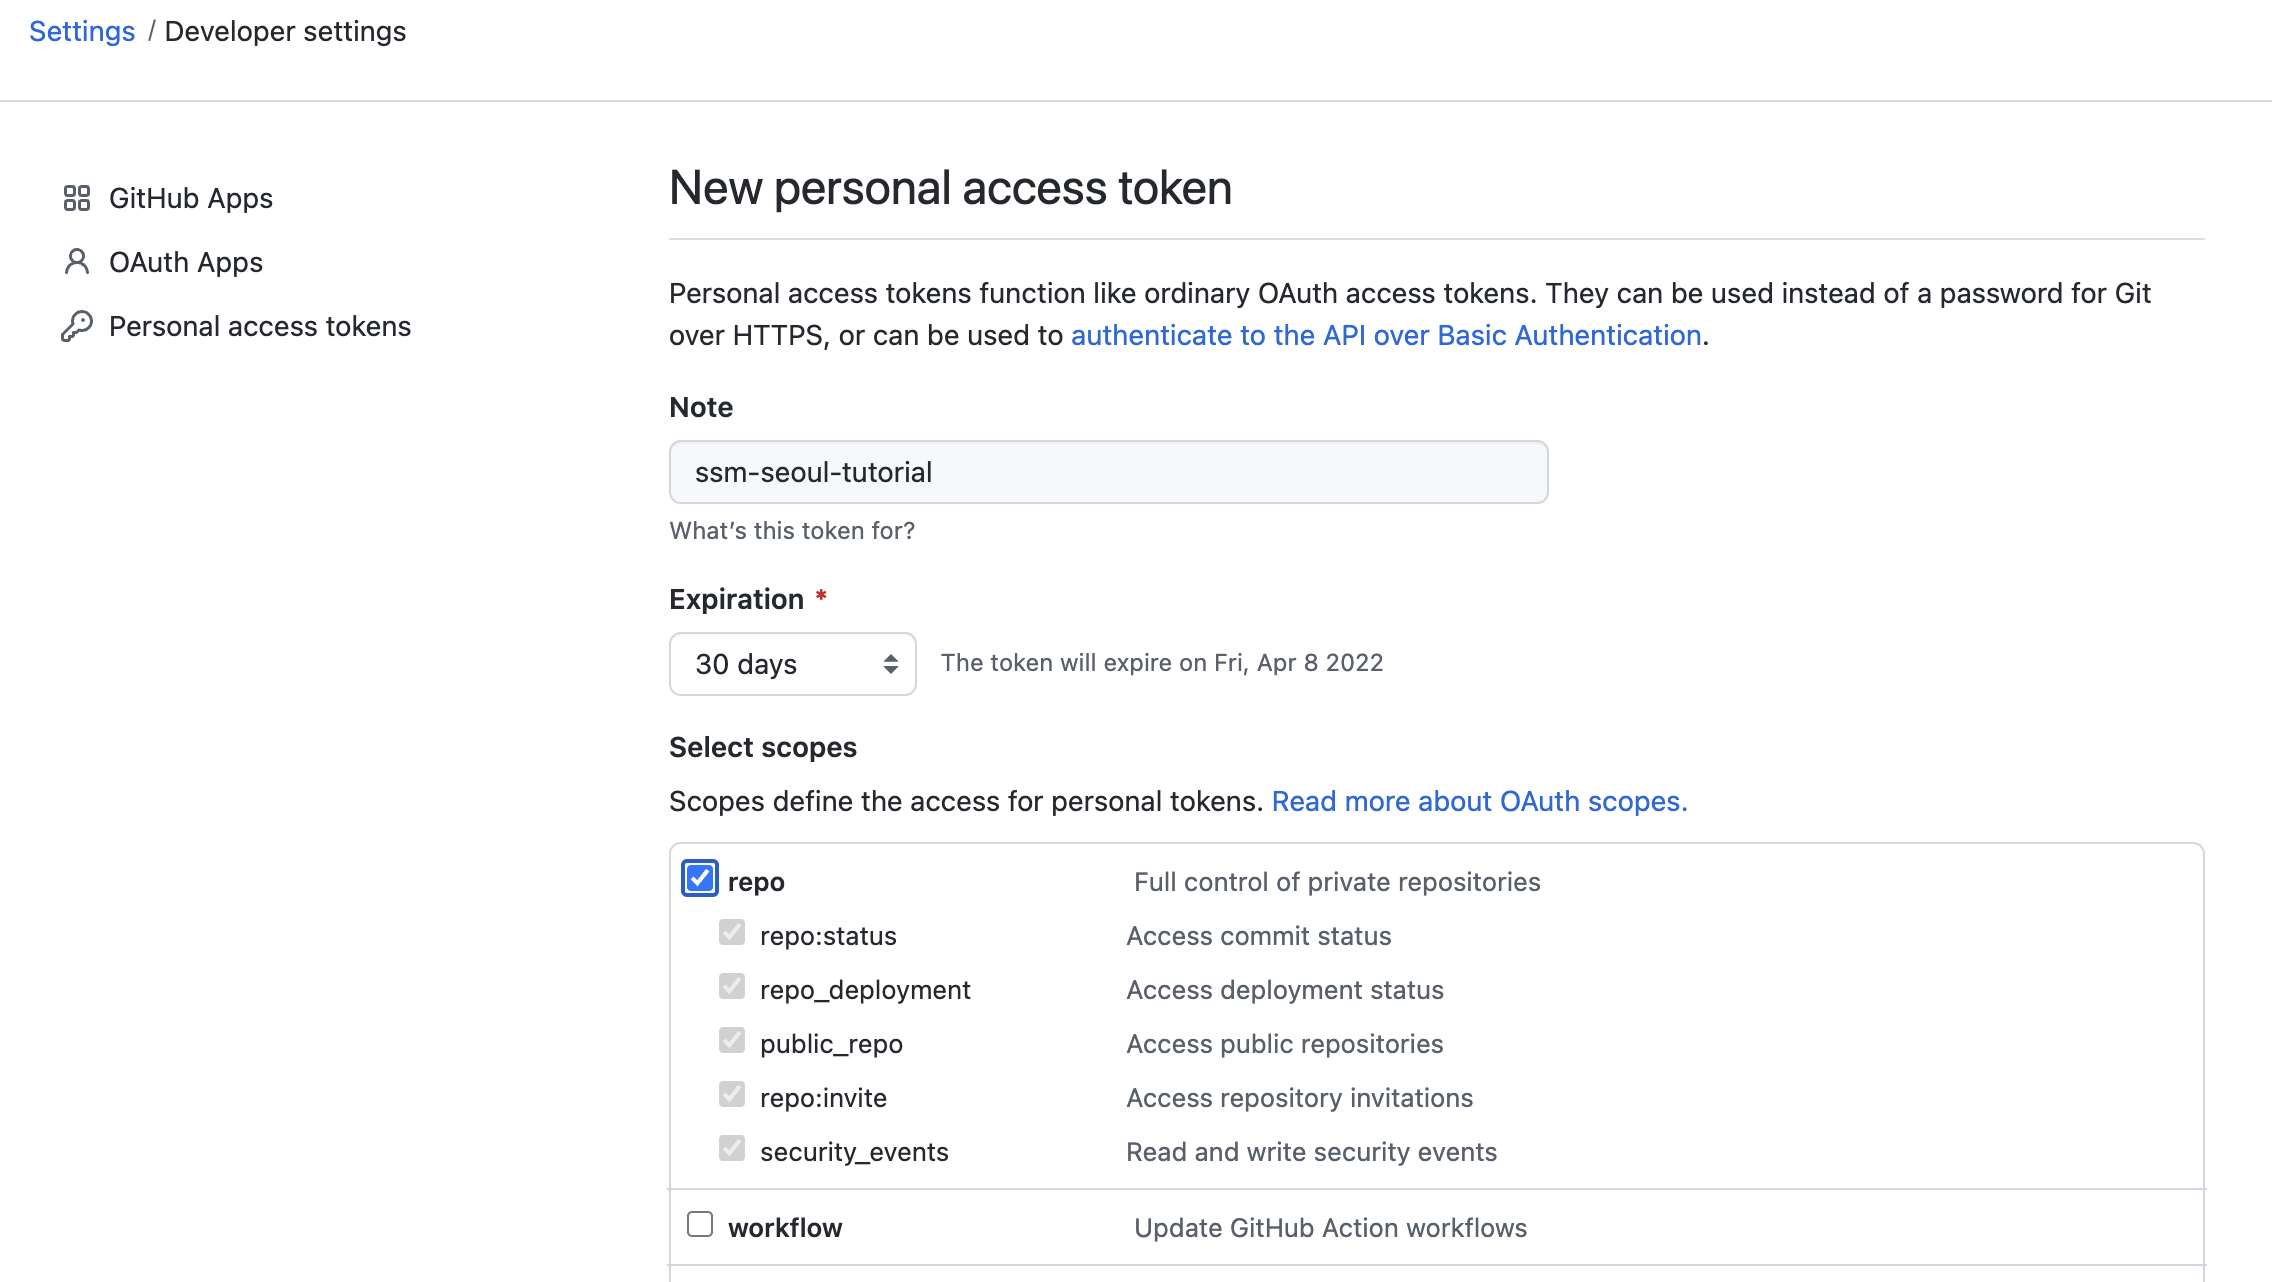 Settings / Developer settings
GitHub Apps
OAuth Apps
Personal access tokens
New personal access token
Personal access tokens function like ordinary OAuth access tokens. They can be used instead of a password for Git
over HTTPS, or can be used to authenticate to the API over Basic Authentication.
Note
ssm-seoul-tutorial
What's this token for?
Expiration *
30 days The token will expire on Fri, Apr 8 2022
Select scopes
Scopes define the access for personal tokens. Read more about OAuth scopes.
repo Full control of private repositories
repo:status Access commit status
repo_deployment Access deployment status
public_repo Access public repositories
repo:invite Access repository invitations
security_events Read and write security events
workflow Update GitHub Action workflows